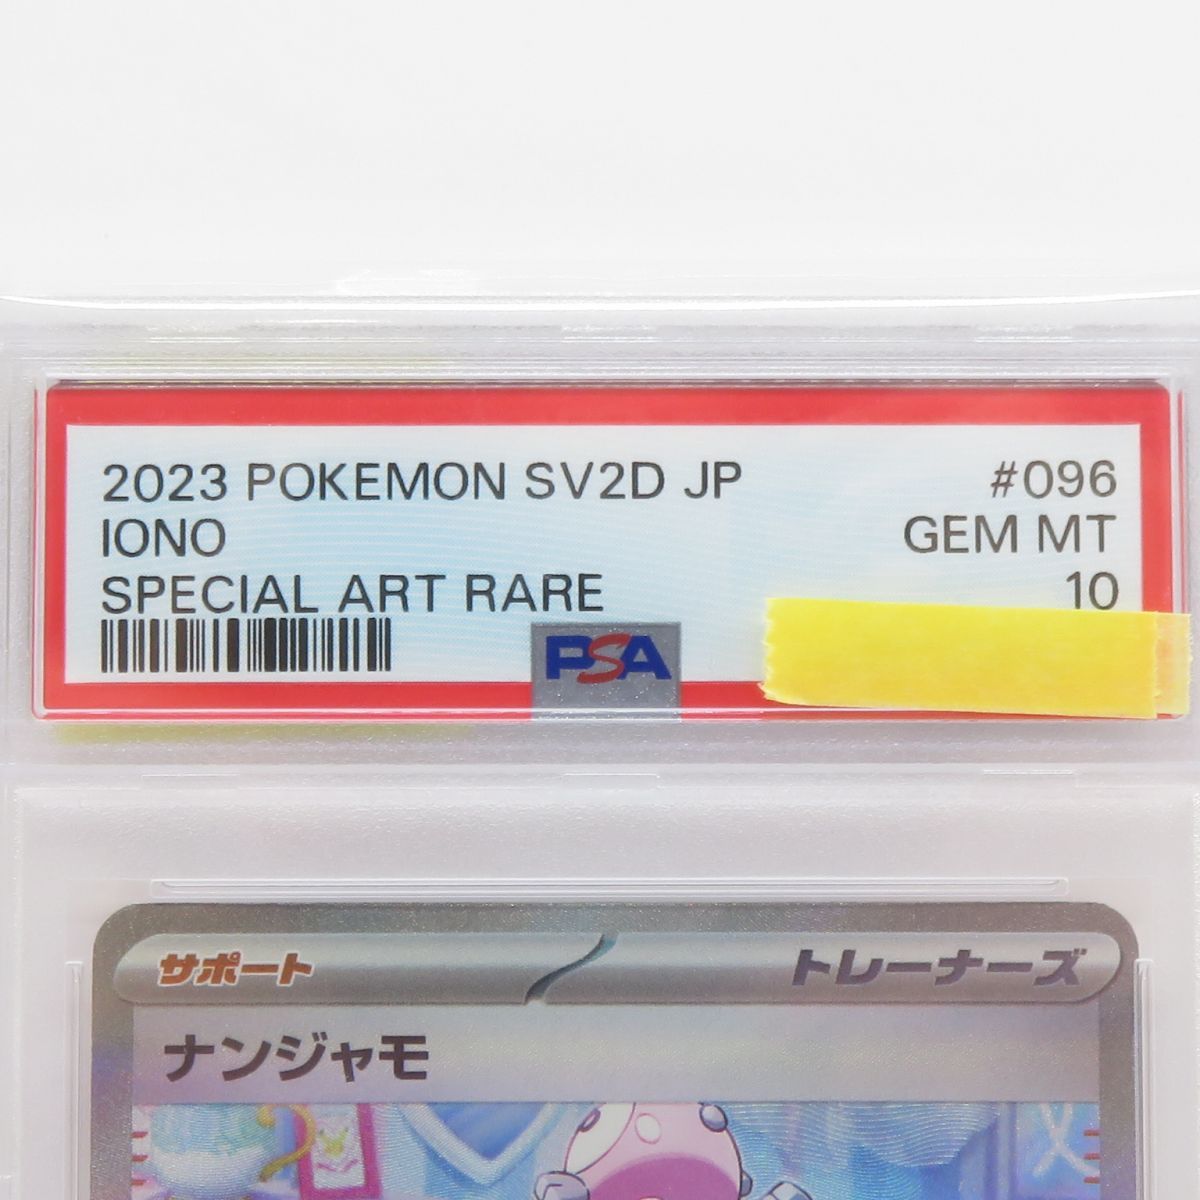 2023 POKEMON SV2D JP #096
IONO GEM MT
SPECIAL ART RARE 10
PSA
サポート トレーナーズ
ナンジャモ